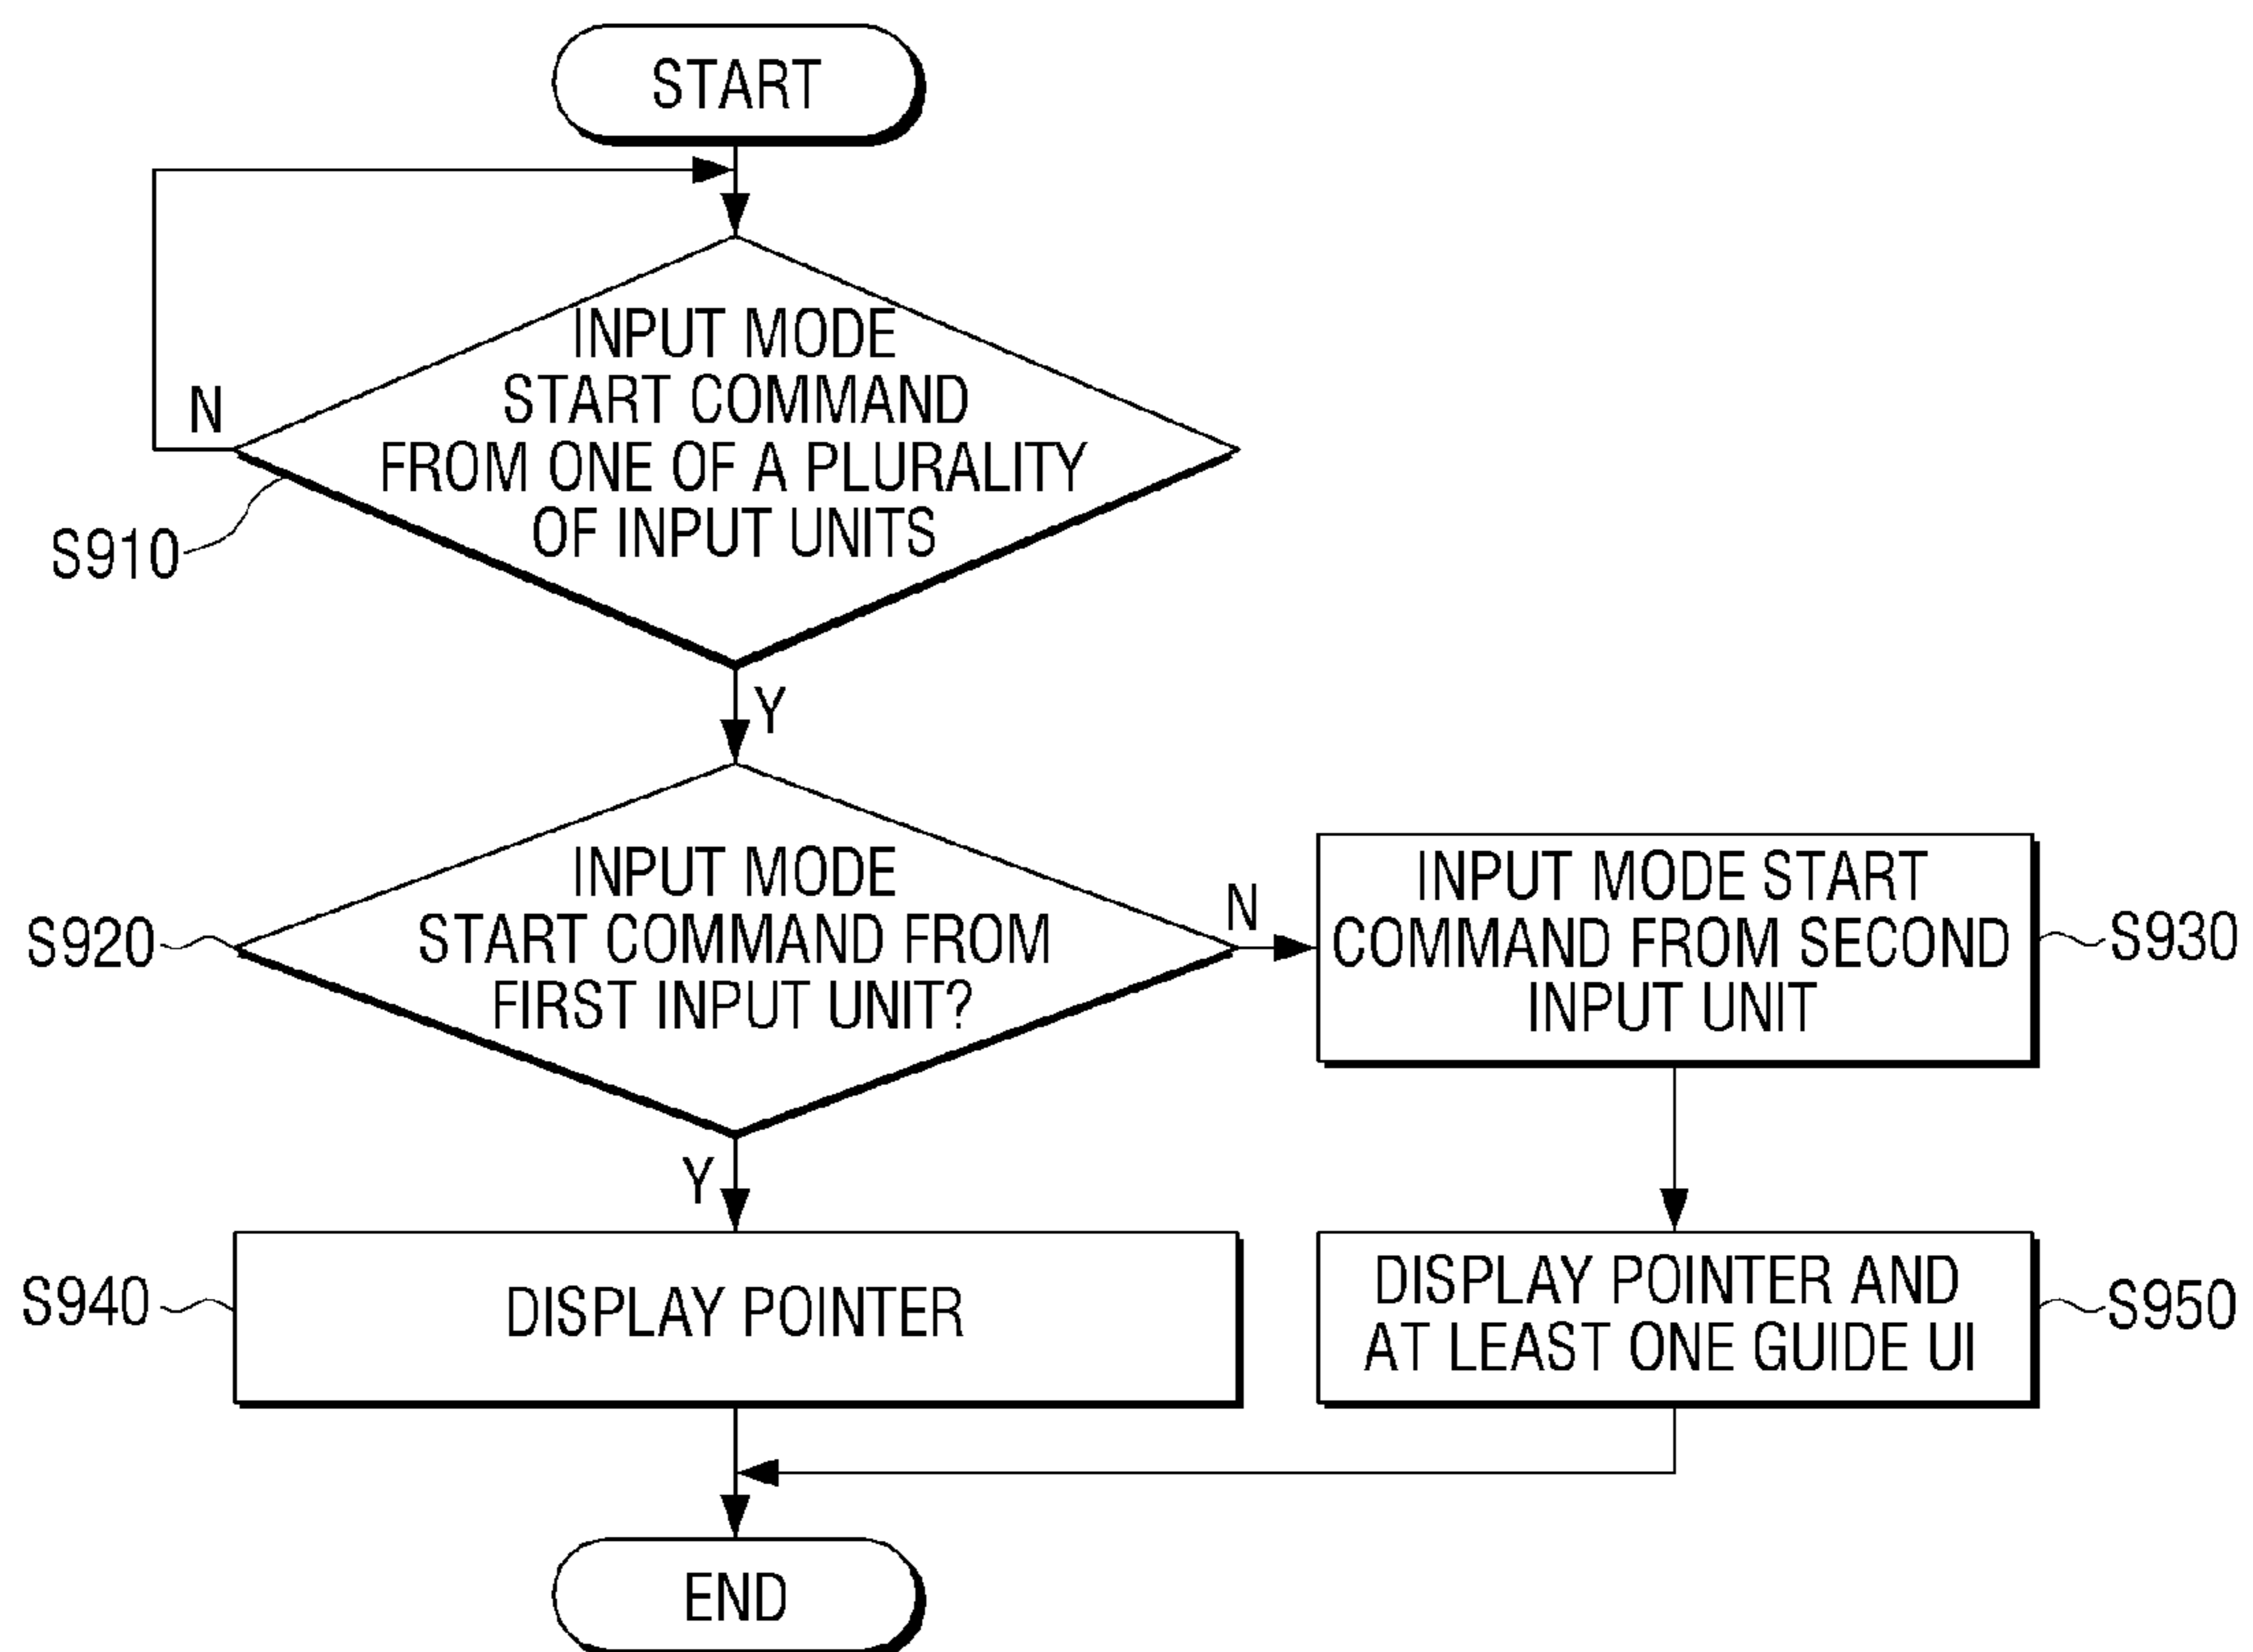 START
INPUT MODE
START COMMAND
FROM ONE OF A PLURALITY
OF INPUT UNITS
N
S910
Y
INPUT MODE
START COMMAND FROM
FIRST INPUT UNIT?
S920
N
INPUT MODE START
COMMAND FROM SECOND
INPUT UNIT
S930
Y
S940
DISPLAY POINTER
DISPLAY POINTER AND
AT LEAST ONE GUIDE UI
S950
END